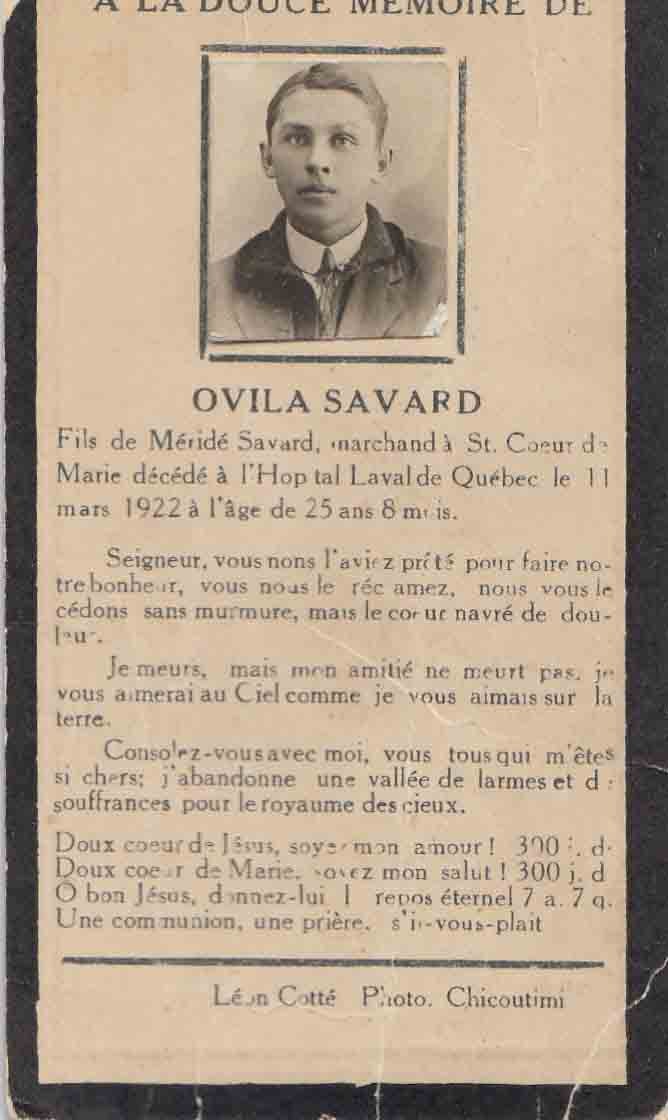 A LA DOUCE MEMOIRE DE
OVILA SAVARD
Fils de Méridé Savard, marchand à St. Coeur de
Marie décédé à l'Hop tal Laval de Québec le 11
mars 1922 à l'âge de 25 ans 8 mois.
Seigneur, vous nons l'aviez prêté pour faire no-
tre bonheur, vous nous le réc amez, nous vous le
cédons sans murmure, mais le coeur navré de dou-
leur.
Je meurs, mais mon amitié ne meurt pas, je
vous aimerai au Ciel comme je vous aimais sur la
terre.
Consolez-vous avec moi, vous tous qui m'êtes
si chers; j'abandonne une vallée de larmes et de
souffrances pour le royaume des cieux.
Doux coeur de Jésus, soyez mon amour ! 300 j. d.
Doux coeur de Marie, soyez mon salut ! 300 j. d
O bon Jésus, donnez-lui l repos éternel 7 a. 7 q.
Une communion, une prière, s'il-vous-plait
Léon Cotté Photo. Chicoutimi